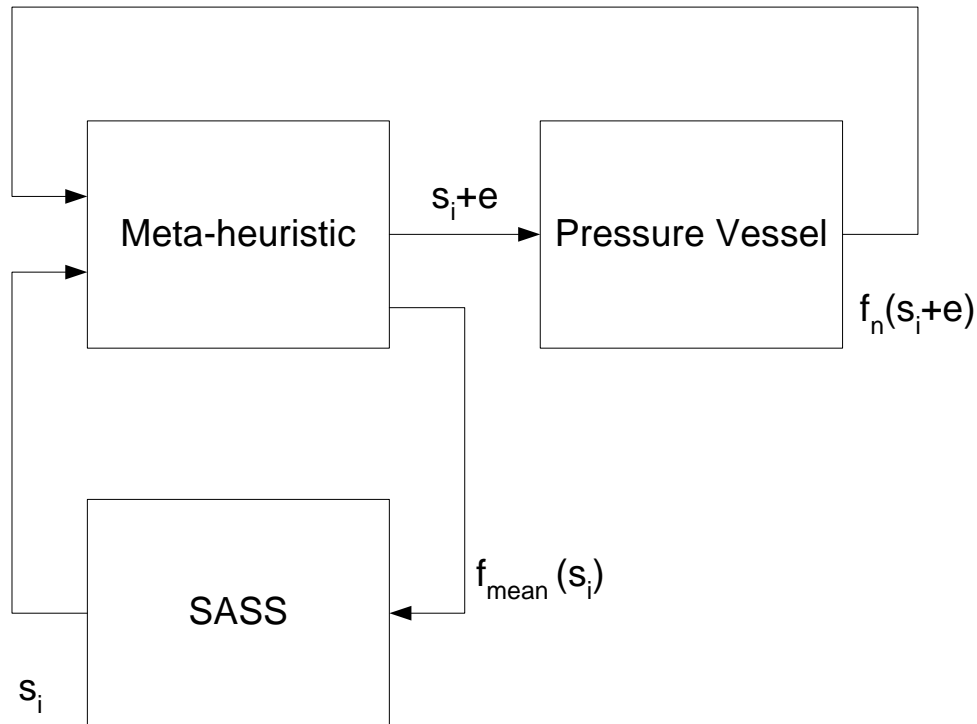 s_i+e
Meta-heuristic
Pressure Vessel
f_n(s_i+e)
f_mean (s_i)
SASS
s_i